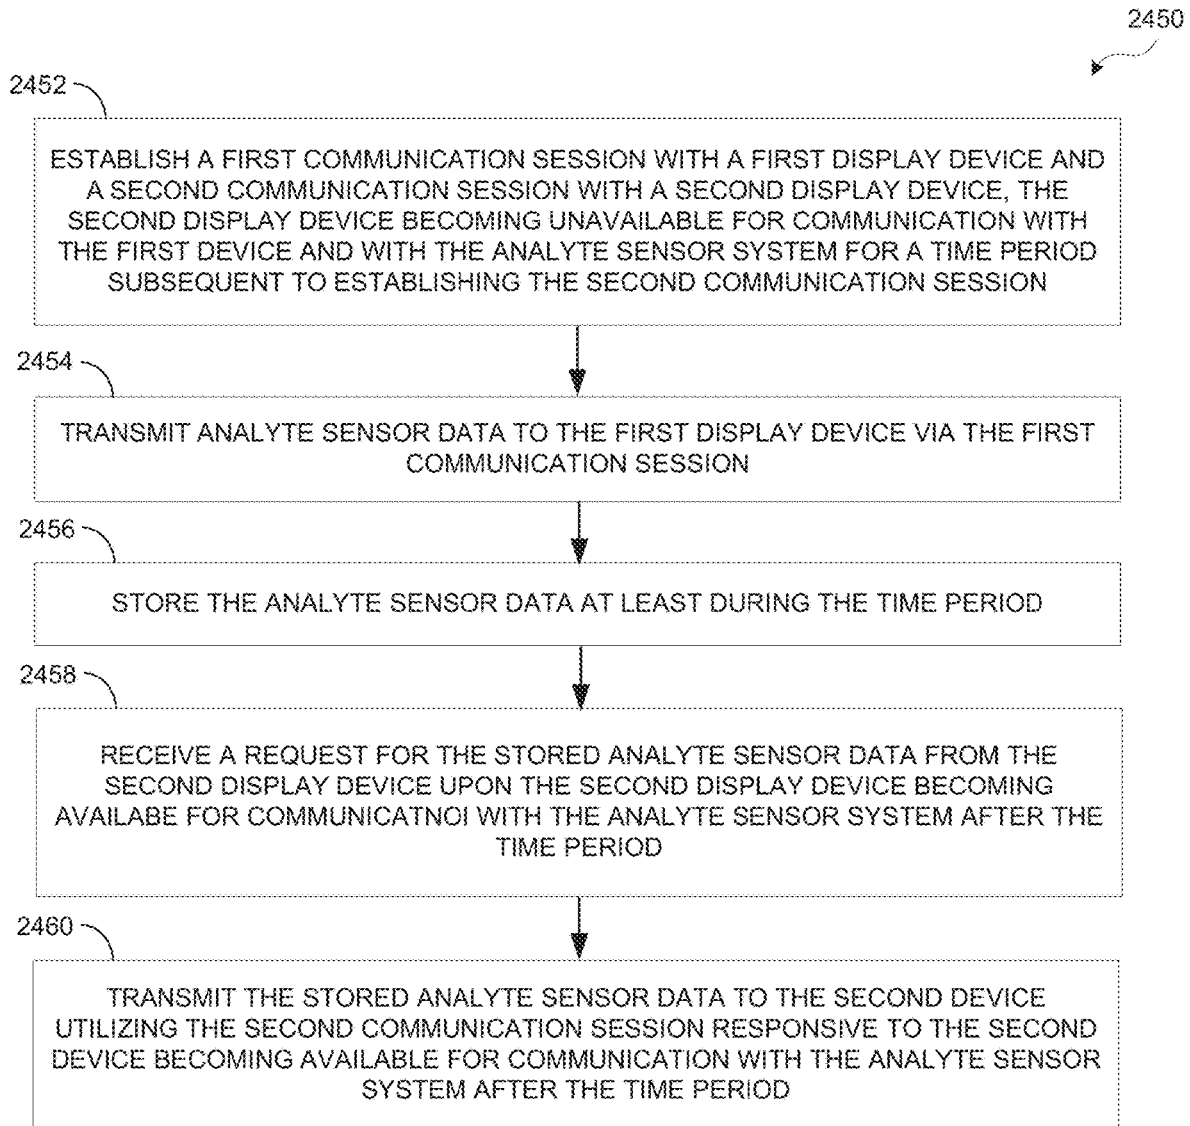 2450
2452
ESTABLISH A FIRST COMMUNICATION SESSION WITH A FIRST DISPLAY DEVICE AND
A SECOND COMMUNICATION SESSION WITH A SECOND DISPLAY DEVICE, THE
SECOND DISPLAY DEVICE BECOMING UNAVAILABLE FOR COMMUNICATION WITH
THE FIRST DEVICE AND WITH THE ANALYTE SENSOR SYSTEM FOR A TIME PERIOD
SUBSEQUENT TO ESTABLISHING THE SECOND COMMUNICATION SESSION
2454
TRANSMIT ANALYTE SENSOR DATA TO THE FIRST DISPLAY DEVICE VIA THE FIRST
COMMUNICATION SESSION
2456
STORE THE ANALYTE SENSOR DATA AT LEAST DURING THE TIME PERIOD
2458
RECEIVE A REQUEST FOR THE STORED ANALYTE SENSOR DATA FROM THE
SECOND DISPLAY DEVICE UPON THE SECOND DISPLAY DEVICE BECOMING
AVAILABE FOR COMMUNICATNOI WITH THE ANALYTE SENSOR SYSTEM AFTER THE
TIME PERIOD
2460
TRANSMIT THE STORED ANALYTE SENSOR DATA TO THE SECOND DEVICE
UTILIZING THE SECOND COMMUNICATION SESSION RESPONSIVE TO THE SECOND
DEVICE BECOMING AVAILABLE FOR COMMUNICATION WITH THE ANALYTE SENSOR
SYSTEM AFTER THE TIME PERIOD